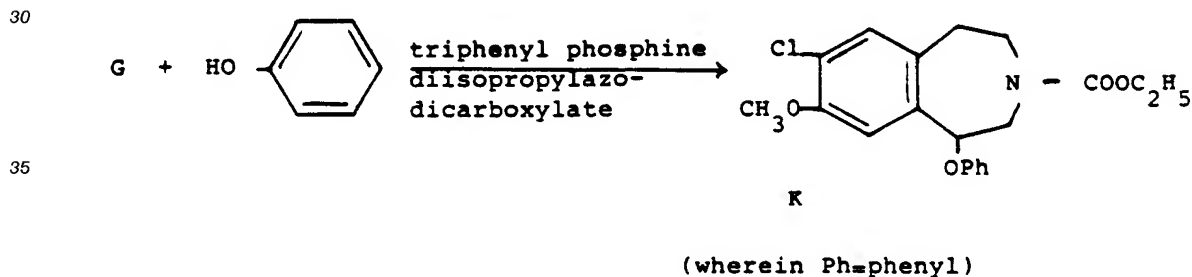 30
G + HO
triphenyl phosphine
diisopropylazo-
dicarboxylate
Cl
CH3O
N - COOC2H5
OPh
35
K
(wherein Ph=phenyl)